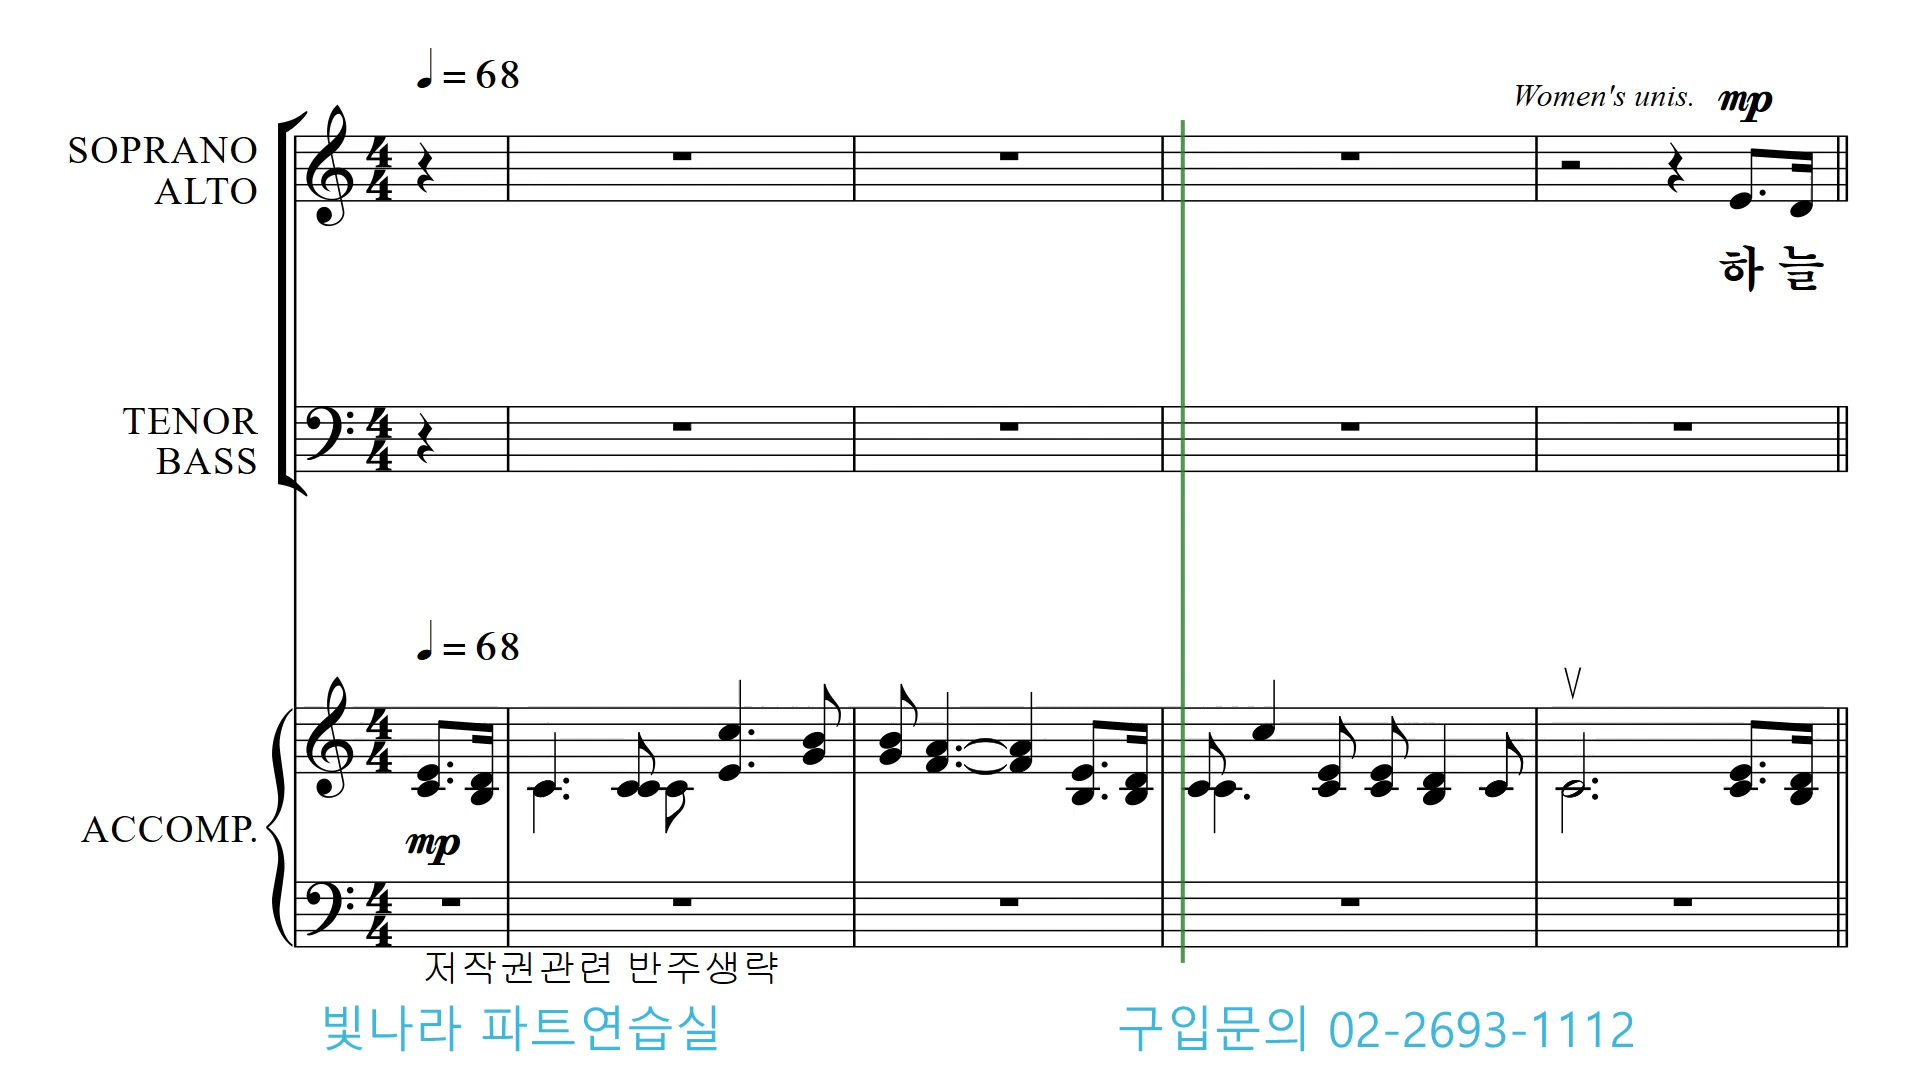 ♩ = 68
Women's unis. mp
SOPRANO
ALTO
하 늘
TENOR
BASS
♩ = 68
ACCOMP.
mp
저작권관련 반주생략
빛나라 파트연습실
구입문의 02-2693-1112